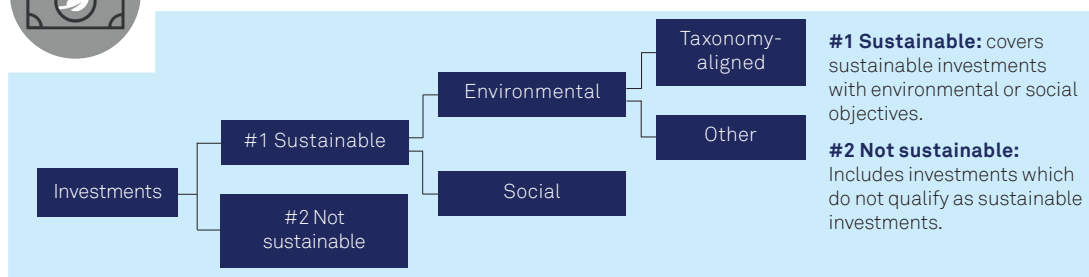 Taxonomy-
aligned
Environmental
Other
#1 Sustainable
Investments
Social
#2 Not
sustainable
#1 Sustainable: covers
sustainable investments
with environmental or social
objectives.
#2 Not sustainable:
Includes investments which
do not qualify as sustainable
investments.